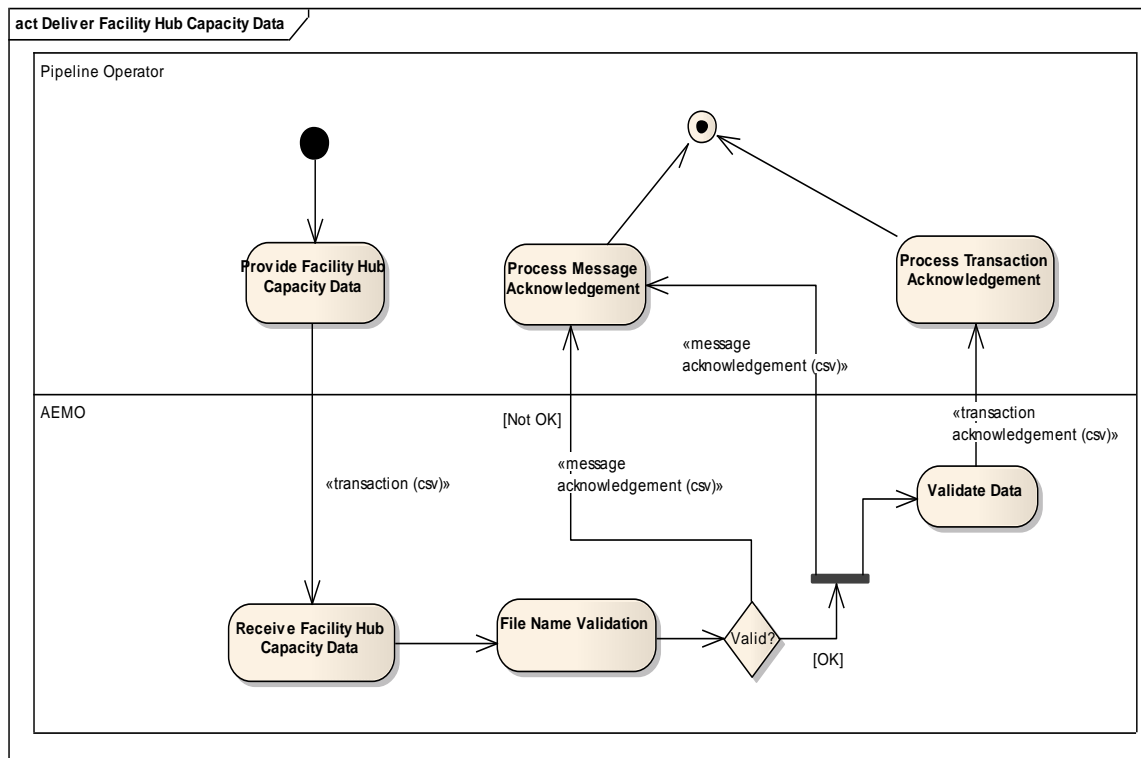 act Deliver Facility Hub Capacity Data
Pipeline Operator
Provide Facility Hub
Capacity Data
Process Message
Acknowledgement
Process Transaction
Acknowledgement
«message
acknowledgement (csv)»
AEMO
[Not OK]
«transaction
acknowledgement (csv)»
«message
acknowledgement (csv)»
«transaction (csv)»
Validate Data
Receive Facility Hub
Capacity Data
File Name Validation
Valid?
[OK]